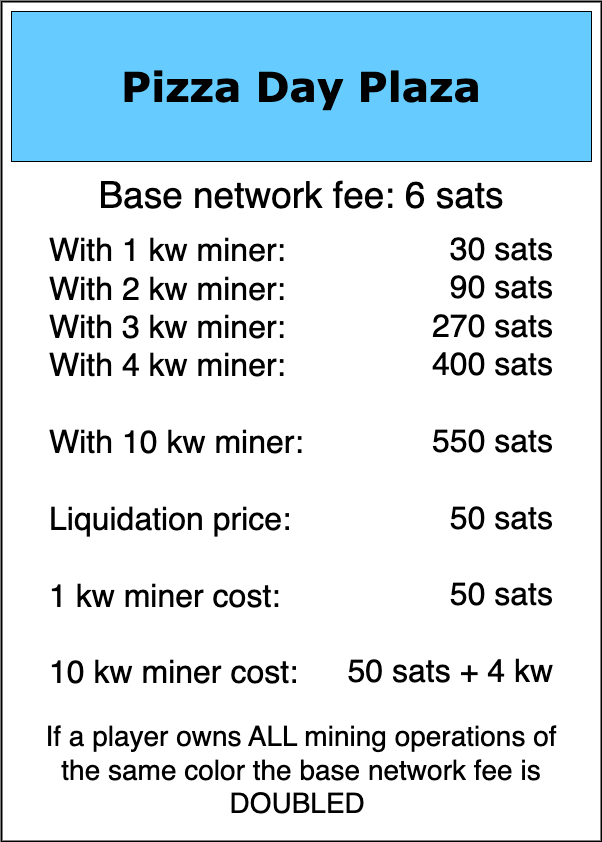 Pizza Day Plaza
Base network fee: 6 sats
With 1 kw miner: 30 sats
With 2 kw miner: 90 sats
With 3 kw miner: 270 sats
With 4 kw miner: 400 sats
With 10 kw miner: 550 sats
Liquidation price: 50 sats
1 kw miner cost: 50 sats
10 kw miner cost: 50 sats + 4 kw
If a player owns ALL mining operations of
the same color the base network fee is
DOUBLED